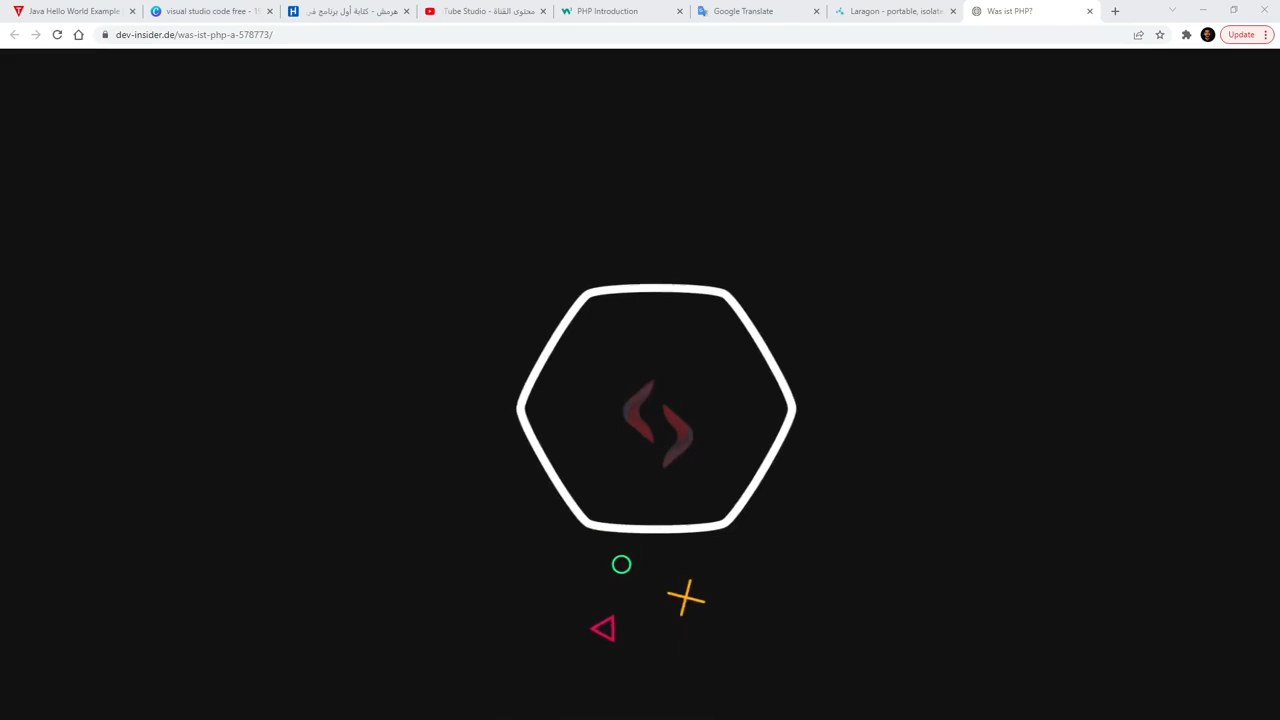 Java Hello World Example
visual studio code free - 19
هرمش - كتابة أول برنامج في
محتوى القناة - Tube Studio
PHP Introduction
Google Translate
Laragon - portable, isolate
Was ist PHP?
dev-insider.de/was-ist-php-a-578773/
Update